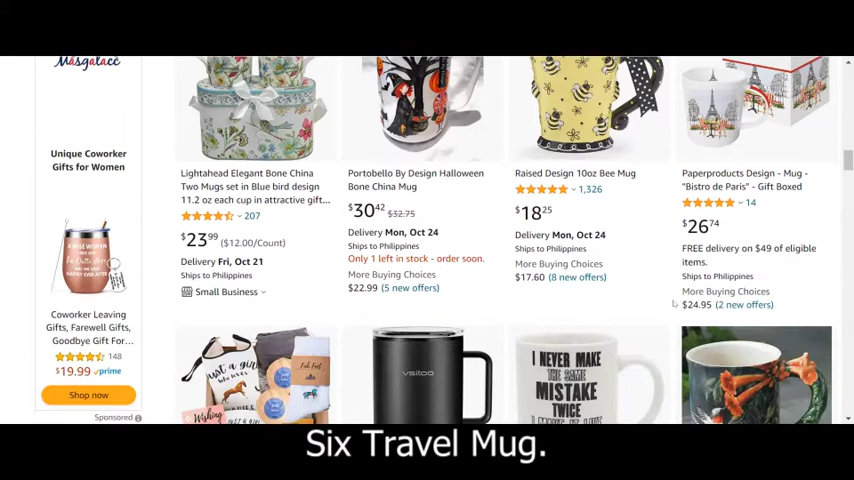 Masgalacc
Unique Coworker
Gifts for Women
Coworker Leaving
Gifts, Farewell Gifts,
Goodbye Gift For...
148
$19.99 prime
Shop now
Sponsored
Lightahead Elegant Bone China
Two Mugs set in Blue bird design
11.2 oz each cup in attractive gift...
207
$23.99 ($12.00/Count)
Delivery Fri, Oct 21
Ships to Philippines
Small Business
Portobello By Design Halloween
Bone China Mug
$30.42 $32.75
Delivery Mon, Oct 24
Ships to Philippines
Only 1 left in stock - order soon.
More Buying Choices
$22.99 (5 new offers)
Raised Design 10oz Bee Mug
1,326
$18.25
Delivery Mon, Oct 24
Ships to Philippines
More Buying Choices
$17.60 (8 new offers)
Paperproducts Design - Mug -
"Bistro de Paris" - Gift Boxed
14
$26.74
FREE delivery on $49 of eligible
items.
Ships to Philippines
More Buying Choices
$24.95 (2 new offers)
just a girl
who loves
Wishing
vsitoo
I NEVER MAKE
THE SAME
MISTAKE
TWICE
Six Travel Mug.